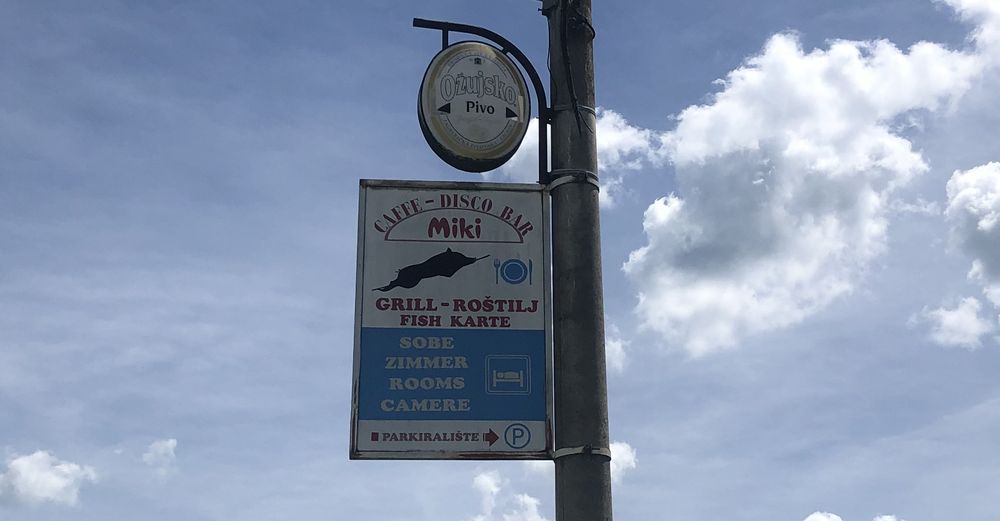 Ožujsko
Pivo
CAFFE - DISCO BAR
Miki
GRILL - ROŠTILJ
FISH KARTE
SOBE
ZIMMER
ROOMS
CAMERE
PARKIRALIŠTE
P